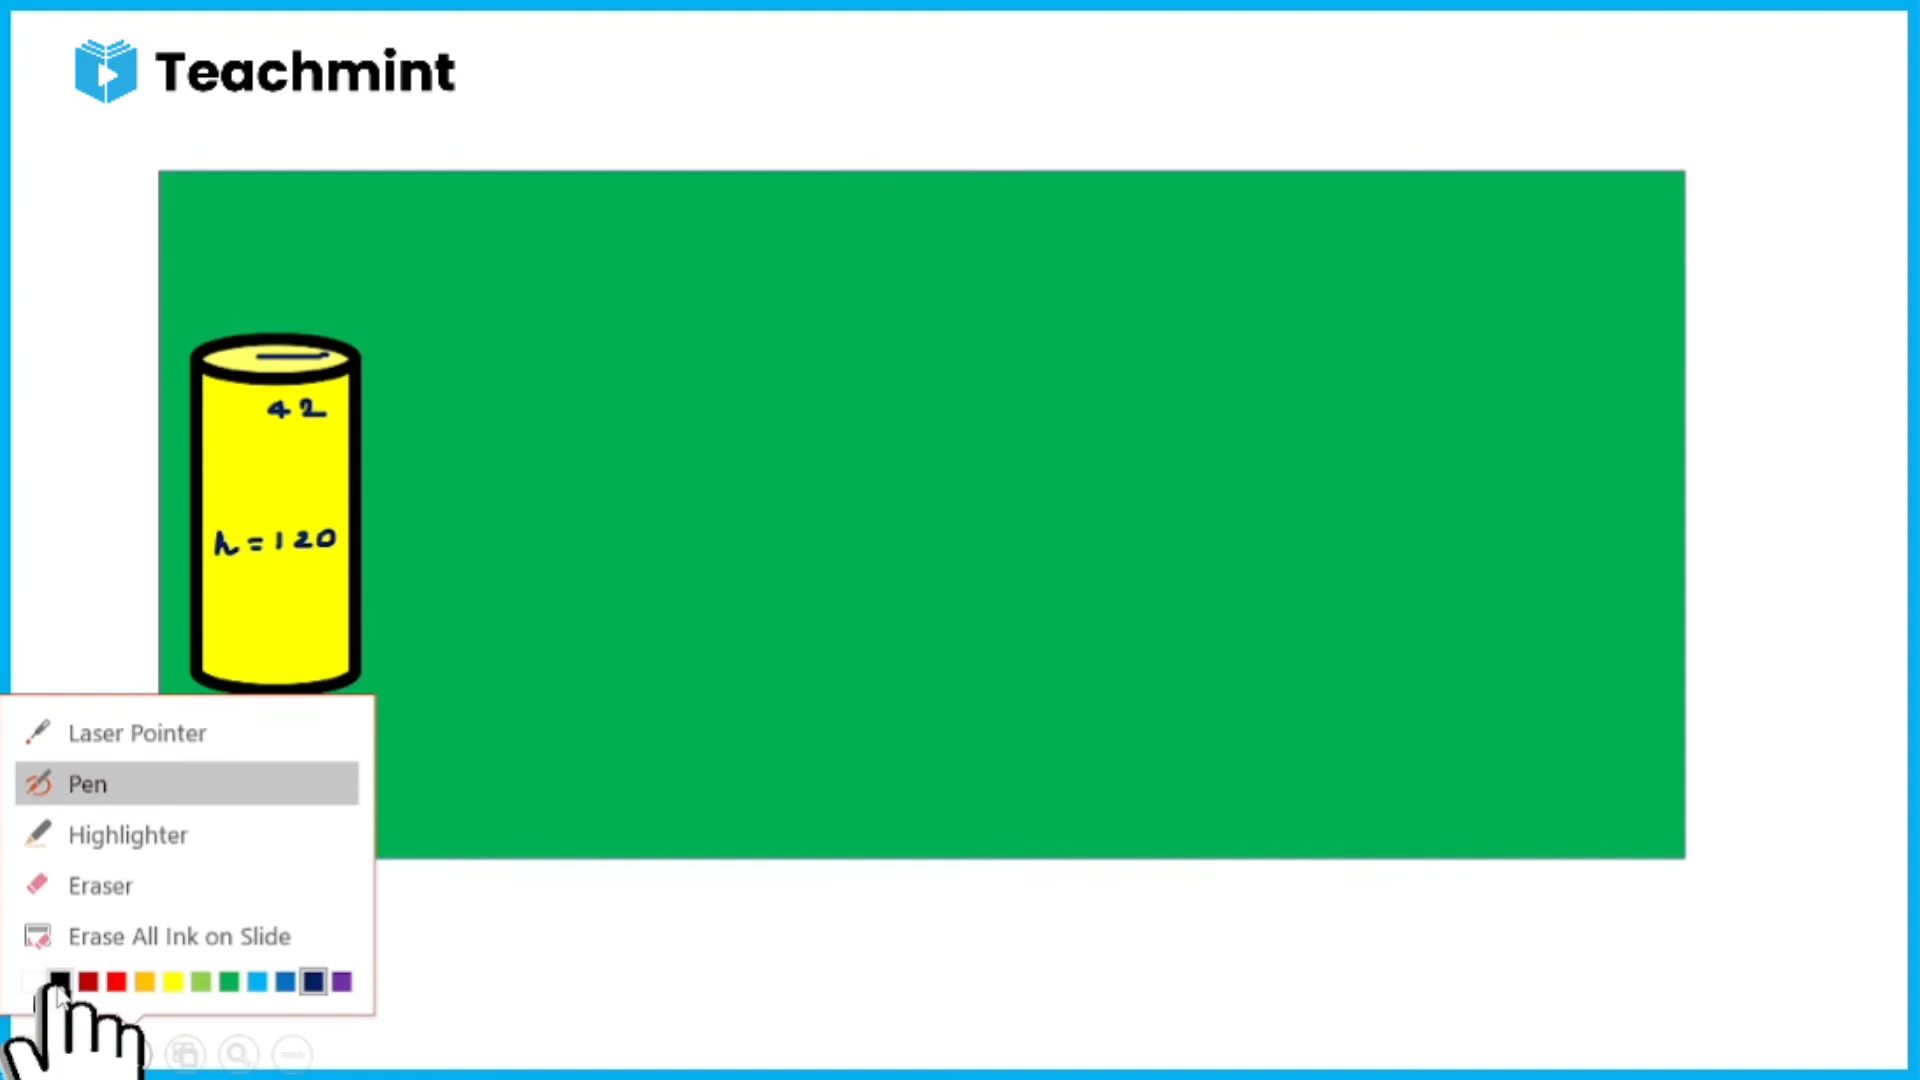 Teachmint
42
h = 120
Laser Pointer
Pen
Highlighter
Eraser
Erase All Ink on Slide